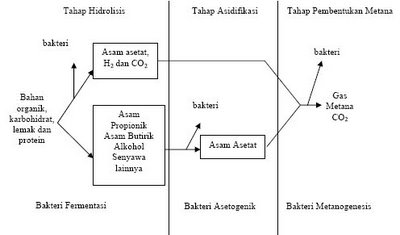 Tahap Hidrolisis
Tahap Asidifikasi
Tahap Pembentukan Metana
bakteri
Asam asetat,
H₂ dan CO₂
bakteri
Bahan
organik,
karbohidrat,
lemak dan
protein
Asam
Propionik
Asam Butirik
Alkohol
Senyawa
lainnya
bakteri
Asam Asetat
Gas
Metana
CO₂
Bakteri Fermentasi
Bakteri Asetogenik
Bakteri Metanogenesis